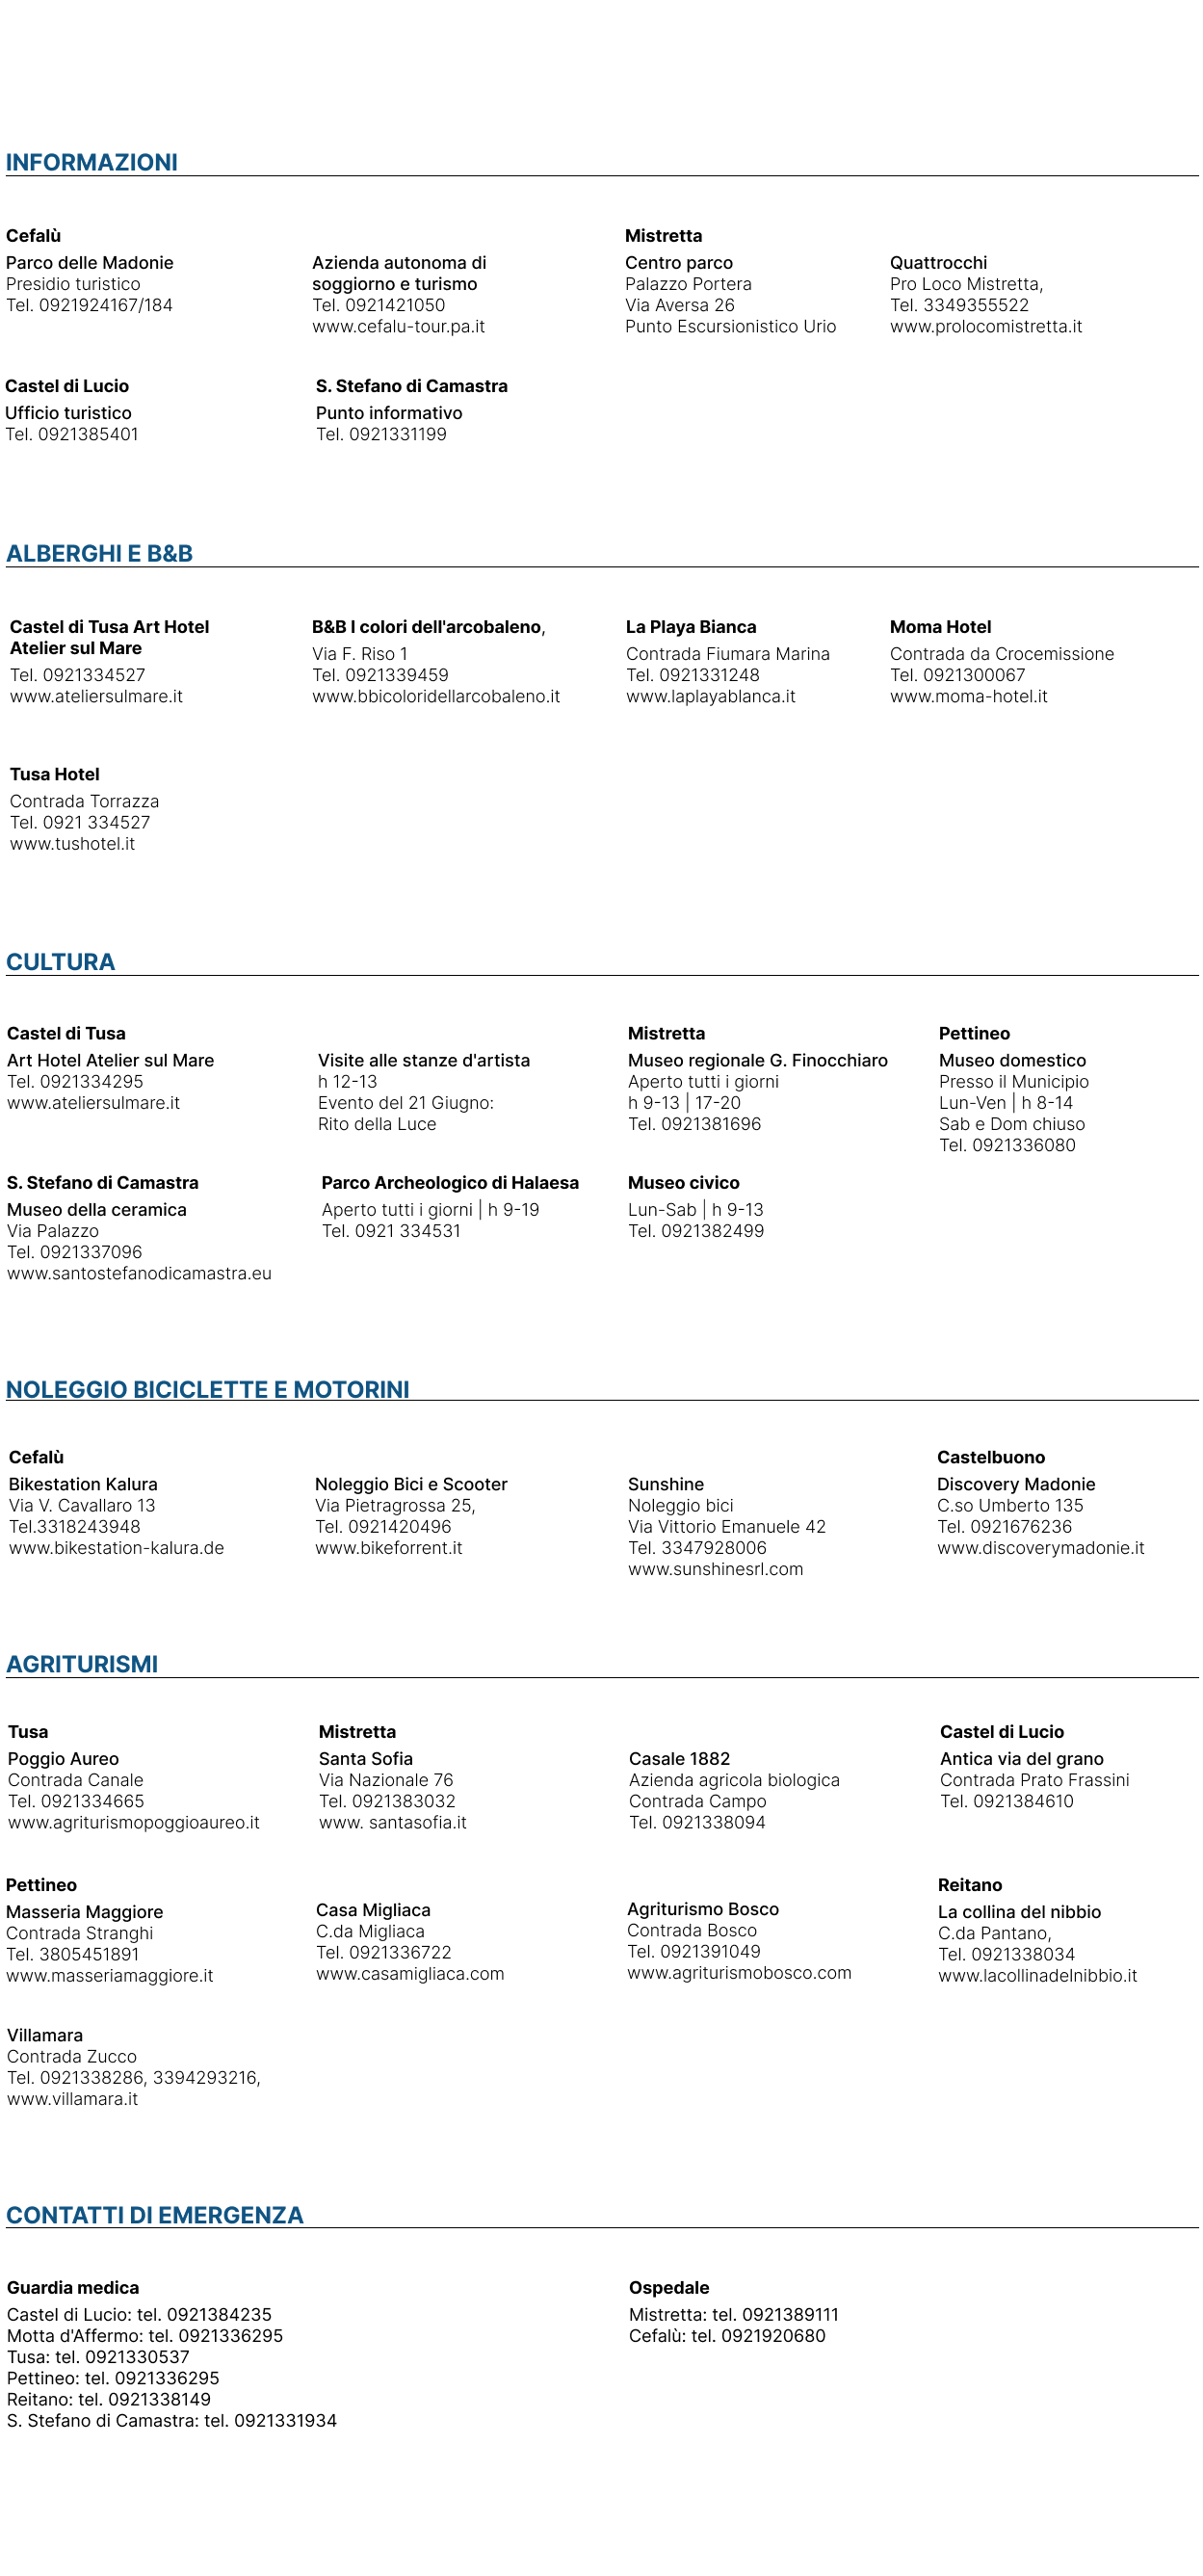 INFORMAZIONI
Cefalù
Parco delle Madonie
Presidio turistico
Tel. 0921924167/184
Azienda autonoma di
soggiorno e turismo
Tel. 0921421050
www.cefalu-tour.pa.it
Mistretta
Centro parco
Palazzo Portera
Via Aversa 26
Punto Escursionistico Urio
Quattrocchi
Pro Loco Mistretta,
Tel. 3349355522
www.prolocomistretta.it
Castel di Lucio
Ufficio turistico
Tel. 0921385401
S. Stefano di Camastra
Punto informativo
Tel. 0921331199
ALBERGHI E B&B
Castel di Tusa Art Hotel
Atelier sul Mare
Tel. 0921334527
www.ateliersulmare.it
B&B I colori dell'arcobaleno,
Via F. Riso 1
Tel. 0921339459
www.bbicoloridellarcobaleno.it
La Playa Bianca
Contrada Fiumara Marina
Tel. 0921331248
www.laplayablanca.it
Moma Hotel
Contrada da Crocemissione
Tel. 0921300067
www.moma-hotel.it
Tusa Hotel
Contrada Torrazza
Tel. 0921 334527
www.tushotel.it
CULTURA
Castel di Tusa
Art Hotel Atelier sul Mare
Tel. 0921334295
www.ateliersulmare.it
Visite alle stanze d'artista
h 12-13
Evento del 21 Giugno:
Rito della Luce
Mistretta
Museo regionale G. Finocchiaro
Aperto tutti i giorni
h 9-13 | 17-20
Tel. 0921381696
Pettineo
Museo domestico
Presso il Municipio
Lun-Ven | h 8-14
Sab e Dom chiuso
Tel. 0921336080
S. Stefano di Camastra
Museo della ceramica
Via Palazzo
Tel. 0921337096
www.santostefanodicamastra.eu
Parco Archeologico di Halaesa
Aperto tutti i giorni | h 9-19
Tel. 0921 334531
Museo civico
Lun-Sab | h 9-13
Tel. 0921382499
NOLEGGIO BICICLETTE E MOTORINI
Cefalù
Bikestation Kalura
Via V. Cavallaro 13
Tel.3318243948
www.bikestation-kalura.de
Noleggio Bici e Scooter
Via Pietragrossa 25,
Tel. 0921420496
www.bikeforrent.it
Sunshine
Noleggio bici
Via Vittorio Emanuele 42
Tel. 3347928006
www.sunshinesrl.com
Castelbuono
Discovery Madonie
C.so Umberto 135
Tel. 0921676236
www.discoverymadonie.it
AGRITURISMI
Tusa
Poggio Aureo
Contrada Canale
Tel. 0921334665
www.agriturismopoggioaureo.it
Mistretta
Santa Sofia
Via Nazionale 76
Tel. 0921383032
www. santasofia.it
Casale 1882
Azienda agricola biologica
Contrada Campo
Tel. 0921338094
Castel di Lucio
Antica via del grano
Contrada Prato Frassini
Tel. 0921384610
Pettineo
Masseria Maggiore
Contrada Stranghi
Tel. 3805451891
www.masseriamaggiore.it
Casa Migliaca
C.da Migliaca
Tel. 0921336722
www.casamigliaca.com
Agriturismo Bosco
Contrada Bosco
Tel. 0921391049
www.agriturismobosco.com
Reitano
La collina del nibbio
C.da Pantano,
Tel. 0921338034
www.lacollinadelnibbio.it
Villamara
Contrada Zucco
Tel. 0921338286, 3394293216,
www.villamara.it
CONTATTI DI EMERGENZA
Guardia medica
Castel di Lucio: tel. 0921384235
Motta d'Affermo: tel. 0921336295
Tusa: tel. 0921330537
Pettineo: tel. 0921336295
Reitano: tel. 0921338149
S. Stefano di Camastra: tel. 0921331934
Ospedale
Mistretta: tel. 0921389111
Cefalù: tel. 0921920680